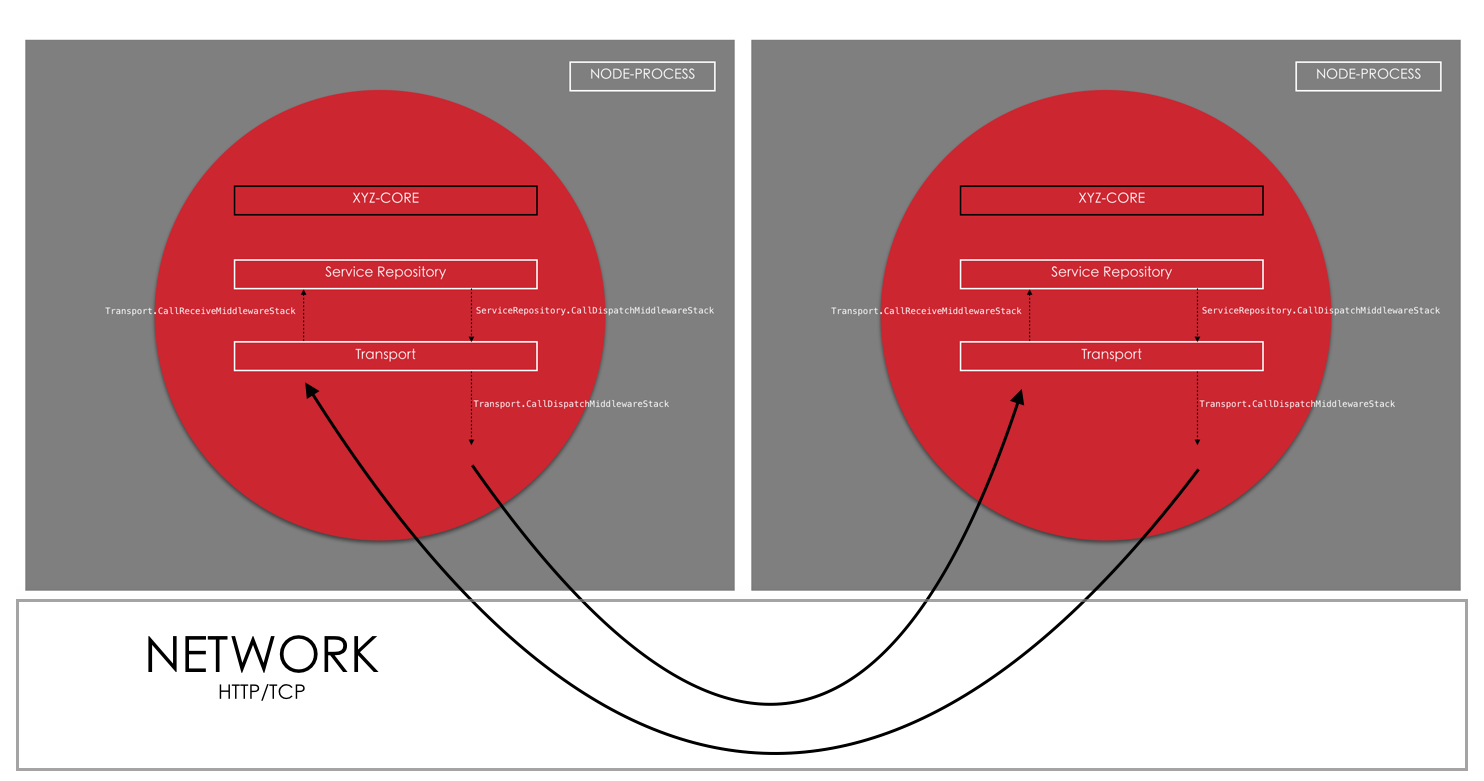 NODE-PROCESS
XYZ-CORE
Service Repository
Transport.CallReceiveMiddlewareStack
ServiceRepository.CallDispatchMiddlewareStack
Transport
Transport.CallDispatchMiddlewareStack
NODE-PROCESS
XYZ-CORE
Service Repository
Transport.CallReceiveMiddlewareStack
ServiceRepository.CallDispatchMiddlewareStack
Transport
Transport.CallDispatchMiddlewareStack
NETWORK
HTTP/TCP